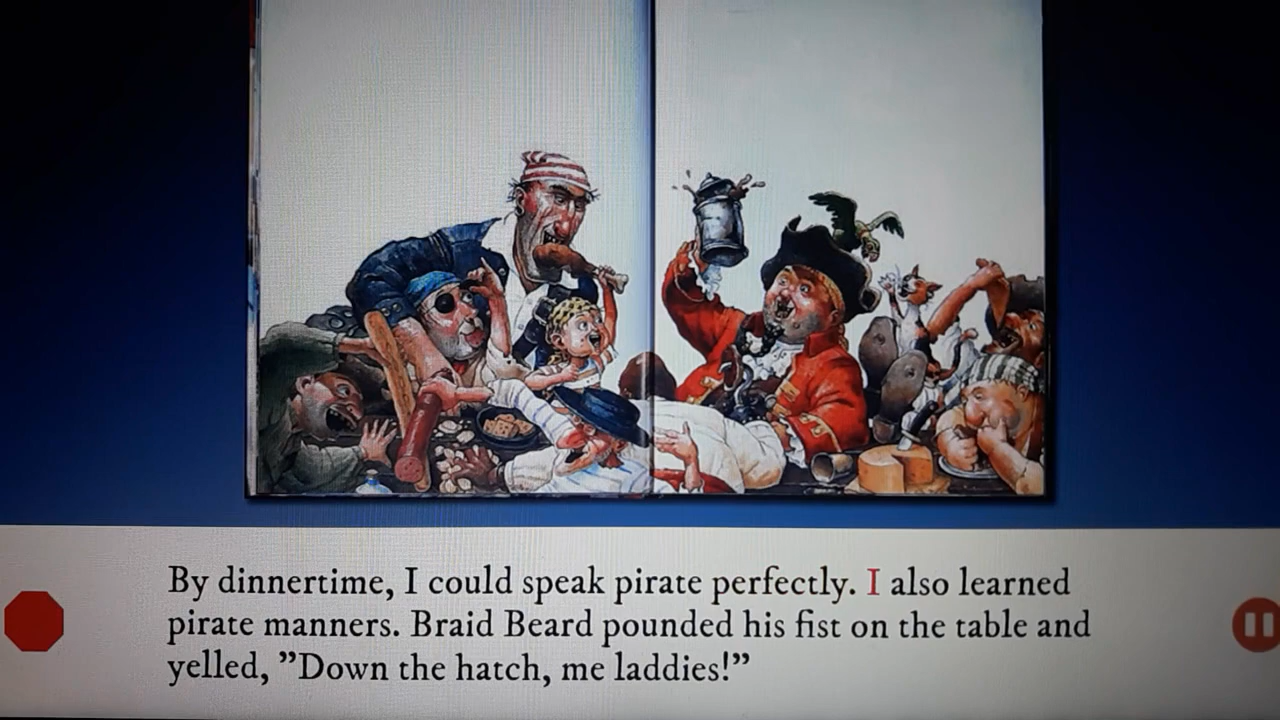 By dinnertime, I could speak pirate perfectly. I also learned
pirate manners. Braid Beard pounded his fist on the table and
yelled, ”Down the hatch, me laddies!”